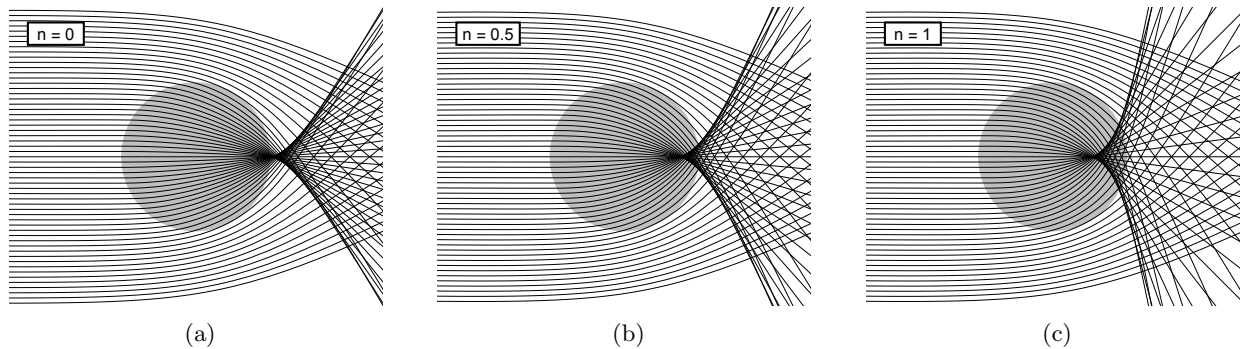 n = 0
n = 0.5
n = 1
(a)
(b)
(c)